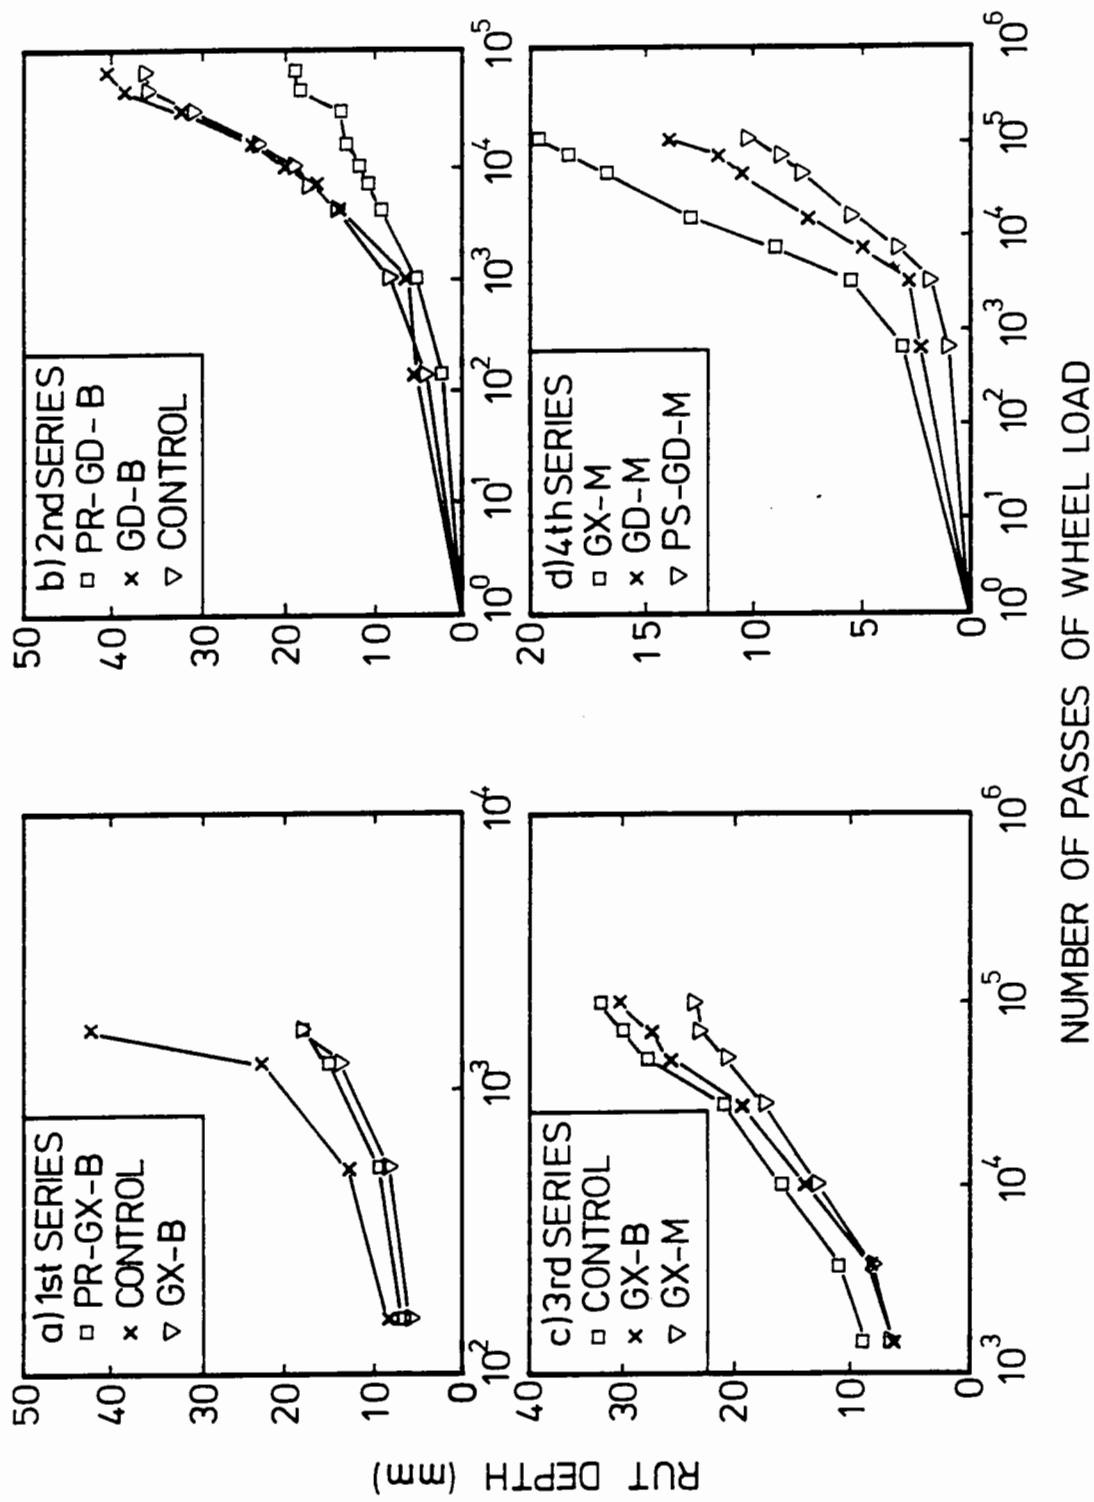 a) 1st SERIES
□ PR-GX-B
× CONTROL
▽ GX-B
50
40
30
20
10
0
10²
10³
10⁴
b) 2nd SERIES
□ PR-GD-B
× GD-B
▽ CONTROL
50
40
30
20
10
0
10⁰
10¹
10²
10³
10⁴
10⁵
c) 3rd SERIES
□ CONTROL
× GX-B
▽ GX-M
40
30
20
10
0
10³
10⁴
10⁵
10⁶
d) 4th SERIES
□ GX-M
× GD-M
▽ PS-GD-M
20
15
10
5
0
10⁰
10¹
10²
10³
10⁴
10⁵
10⁶
RUT DEPTH (mm)
NUMBER OF PASSES OF WHEEL LOAD